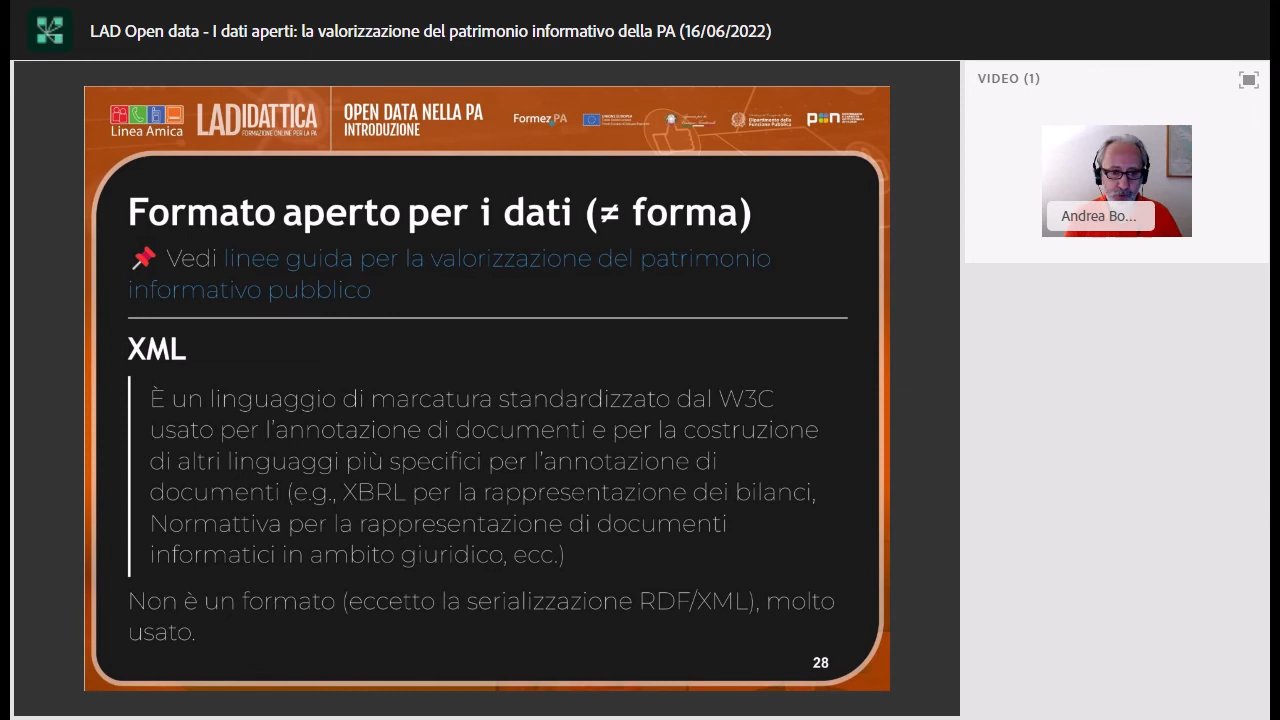 LAD Open data - I dati aperti: la valorizzazione del patrimonio informativo della PA (16/06/2022)
VIDEO (1)
Linea Amica
LADIDATTICA
FORMAZIONE ONLINE PER LA PA
OPEN DATA NELLA PA
INTRODUZIONE
FormezPA
UNIONE EUROPEA
Dipartimento della
Funzione Pubblica
pon
Formato aperto per i dati (≠ forma)
📌 Vedi linee guida per la valorizzazione del patrimonio
informativo pubblico
XML
È un linguaggio di marcatura standardizzato dal W3C
usato per l'annotazione di documenti e per la costruzione
di altri linguaggi più specifici per l'annotazione di
documenti (e.g., XBRL per la rappresentazione dei bilanci,
Normattiva per la rappresentazione di documenti
informatici in ambito giuridico, ecc.)
Non è un formato (eccetto la serializzazione RDF/XML), molto
usato.
28
Andrea Bo...